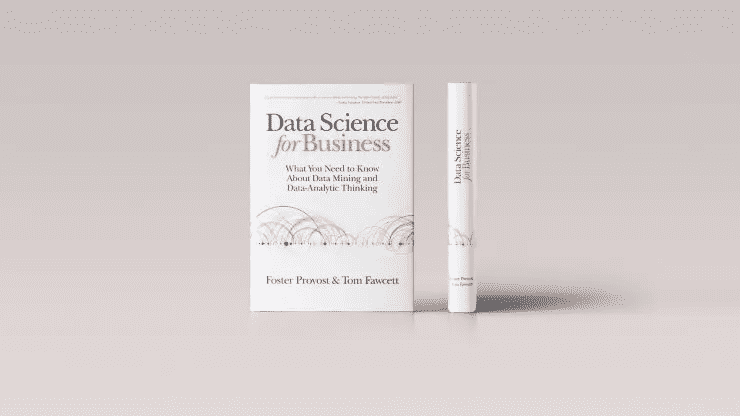 Data Science
for Business
What You Need to Know
About Data Mining and
Data-Analytic Thinking
Foster Provost & Tom Fawcett
Data Science
for Business